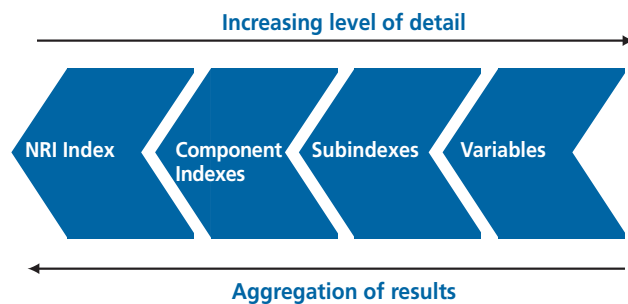 Increasing level of detail
NRI Index
Component
Indexes
Subindexes
Variables
Aggregation of results